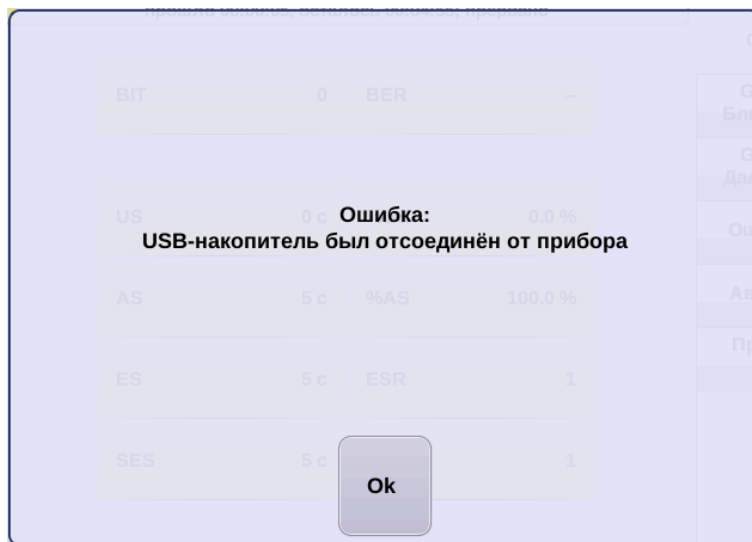 BIT 0 BER –
US 0 с 0.0 %
Ошибка:
USB-накопитель был отсоединён от прибора
AS 5 с %AS 100.0 %
ES 5 с ESR 1
SES 5 с 1
Ok